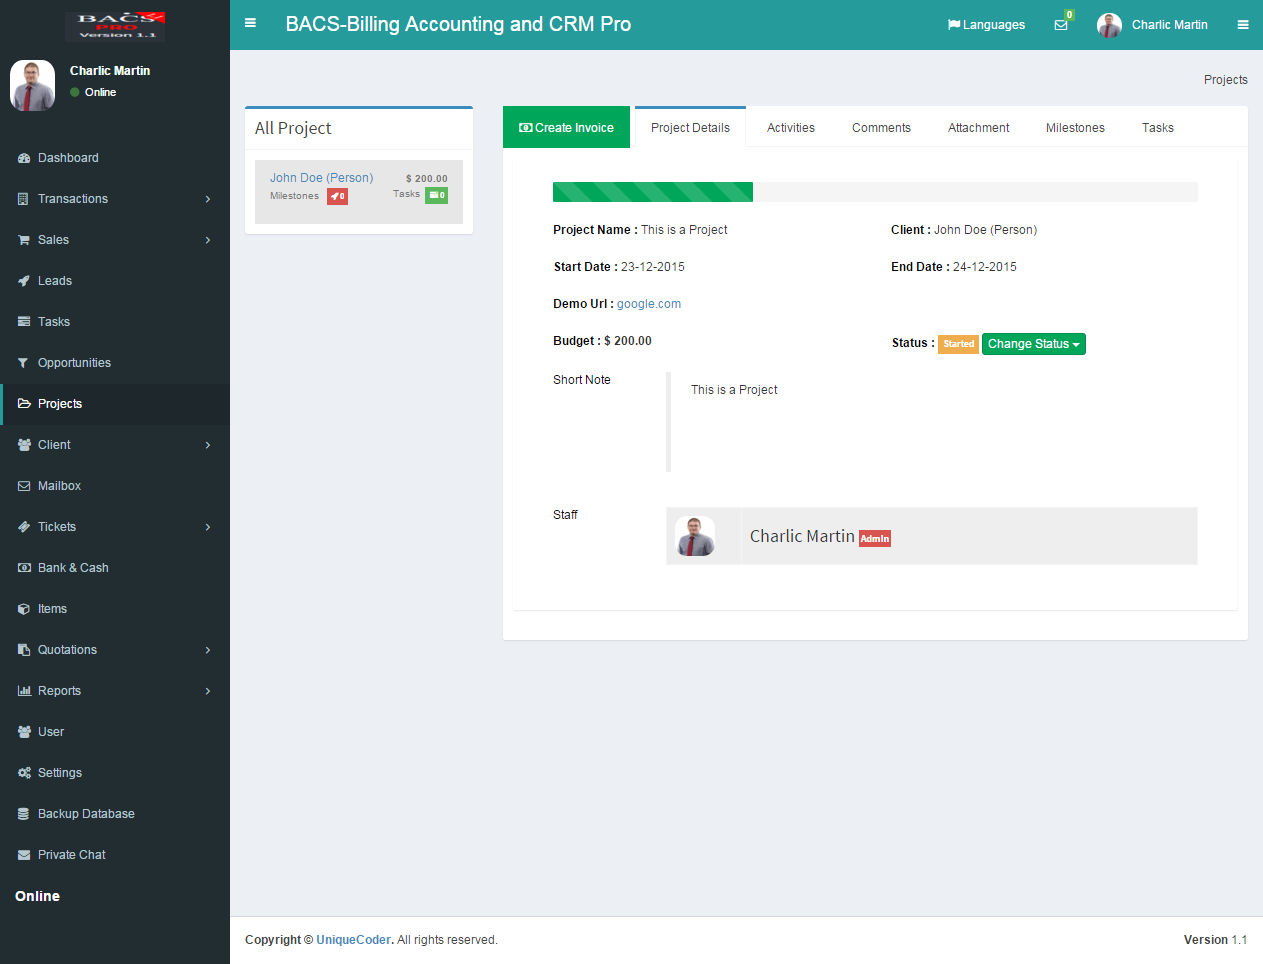 BACS
PRO
Version 1.1
BACS-Billing Accounting and CRM Pro
Languages
0
Charlic Martin
Charlic Martin
Online
Dashboard
Transactions
Sales
Leads
Tasks
Opportunities
Projects
Client
Mailbox
Tickets
Bank & Cash
Items
Quotations
Reports
User
Settings
Backup Database
Private Chat
Online
Projects
All Project
John Doe (Person) $ 200.00
Milestones 0 Tasks 0
Create Invoice Project Details Activities Comments Attachment Milestones Tasks
Project Name : This is a Project Client : John Doe (Person)
Start Date : 23-12-2015 End Date : 24-12-2015
Demo Url : google.com
Budget : $ 200.00 Status : Started Change Status
Short Note This is a Project
Staff Charlic Martin Admin
Copyright © UniqueCoder. All rights reserved. Version 1.1